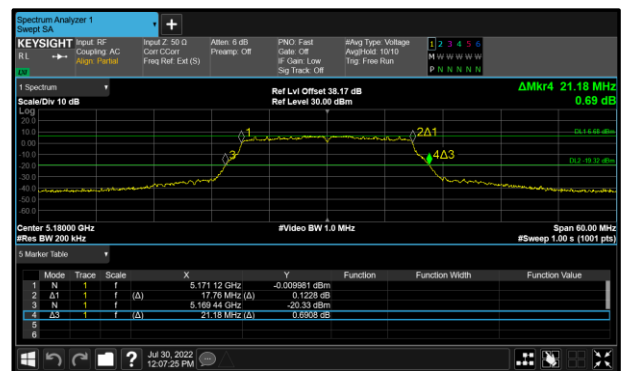 Spectrum Analyzer 1
Swept SA
+
KEYSIGHT Input: RF Input Z: 50 Ω Atten: 6 dB PNO: Fast #Avg Type: Voltage 1 2 3 4 5 6
RL Coupling: AC Corr CCorr Preamp: Off Gate: Off Avg|Hold: 10/10 M W W W W W
Align: Partial Freq Ref: Ext (S) IF Gain: Low Trig: Free Run
Sig Track: Off P N N N N N
1 Spectrum Ref Lvl Offset 38.17 dB ΔMkr4 21.18 MHz
Scale/Div 10 dB Ref Level 30.00 dBm 0.69 dB
Log
20.0
10.0
0.00
-10.0
-20.0
-30.0
-40.0
-50.0
-60.0
1
2Δ1
3
4Δ3
DL1 6.68 dBm
DL2 -19.32 dBm
Center 5.18000 GHz #Video BW 1.0 MHz Span 60.00 MHz
#Res BW 200 kHz #Sweep 1.00 s (1001 pts)
5 Marker Table
Mode Trace Scale X Y Function Function Width Function Value
1 N 1 f 5.171 12 GHz -0.009981 dBm
2 Δ1 1 f (Δ) 17.76 MHz (Δ) 0.1228 dB
3 N 1 f 5.169 44 GHz -20.33 dBm
4 Δ3 1 f (Δ) 21.18 MHz (Δ) 0.6908 dB
5
6
? Jul 30, 2022
12:07:25 PM